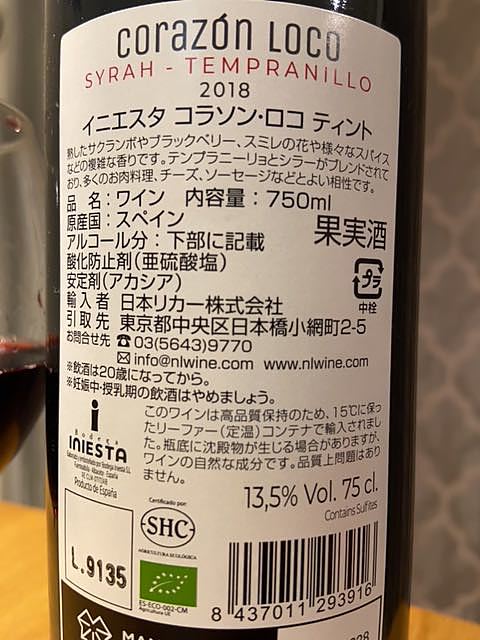 corazón LOCO
SYRAH - TEMPRANILLO
2018
イニエスタ コラソン・ロコ ティント
熟したサクランボやブラックベリー、スミレの花や様々なスパイス
などの複雑な香りです。テンプラニーリョとシラーがブレンドされて
おり、多くのお肉料理、チーズ、ソーセージなどとよい相性です。
品 名：ワイン 内容量：750ml
原産国：スペイン
アルコール分：下部に記載 果実酒
酸化防止剤（亜硫酸塩）
安定剤（アカシア）
プラ
中栓
輸入者 日本リカー株式会社
引取先 東京都中央区日本橋小網町2-5
お問合せ先 ☎03(5643)9770
✉info@nlwine.com www.nlwine.com
※飲酒は20歳になってから。
※妊娠中・授乳期の飲酒はやめましょう。
このワインは高品質保持のため、15℃に保っ
たリーファー（定温）コンテナで輸入されまし
た。瓶底に沈殿物が生じる場合がありますが、
ワインの自然な成分です。品質上問題はあり
ません。
Bodega
INIESTA
Producto de España
13,5% Vol. 75 cl.
Contains Sulfites
Certificado por:
SHC
AGRICULTURA ECOLÓGICA
L.9135
ES-ECO-002-CM
Agricultura UE
8 437011 293916